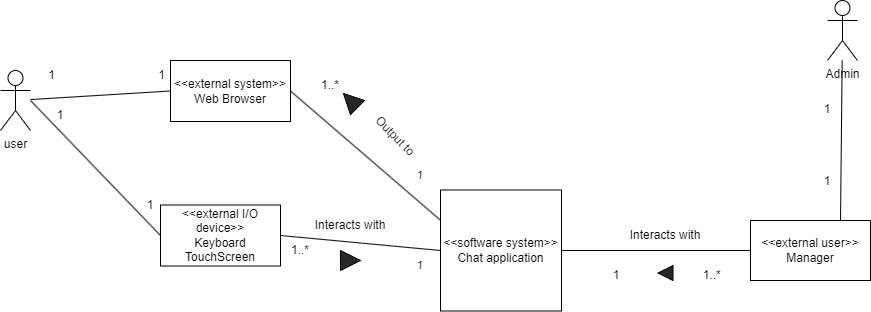 Admin
1
1
<<external system>>
Web Browser
1..*
1
1
Output to
user
1
1
1
<<external I/O
device>>
Keyboard
TouchScreen
Interacts with
1..*
1
<<software system>>
Chat application
Interacts with
1
1..*
1
<<external user>>
Manager